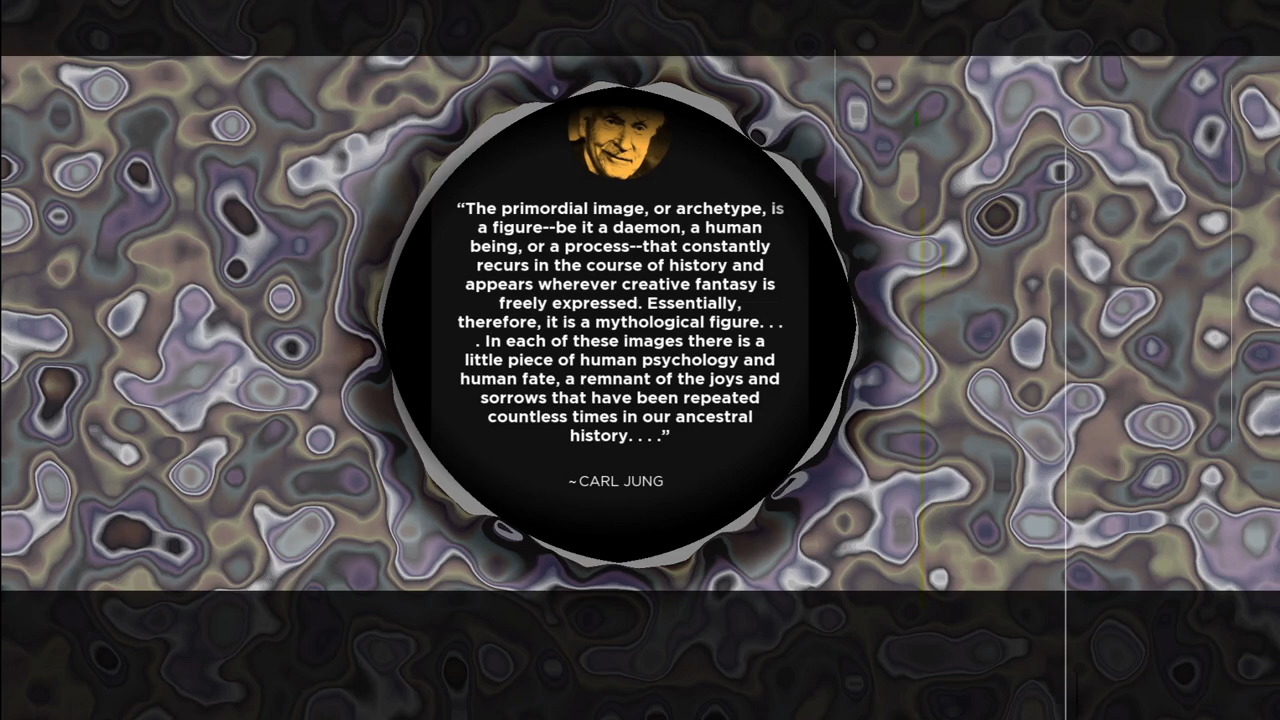 “The primordial image, or archetype, is
a figure--be it a daemon, a human
being, or a process--that constantly
recurs in the course of history and
appears wherever creative fantasy is
freely expressed. Essentially,
therefore, it is a mythological figure. . .
. In each of these images there is a
little piece of human psychology and
human fate, a remnant of the joys and
sorrows that have been repeated
countless times in our ancestral
history. . . .”
~CARL JUNG